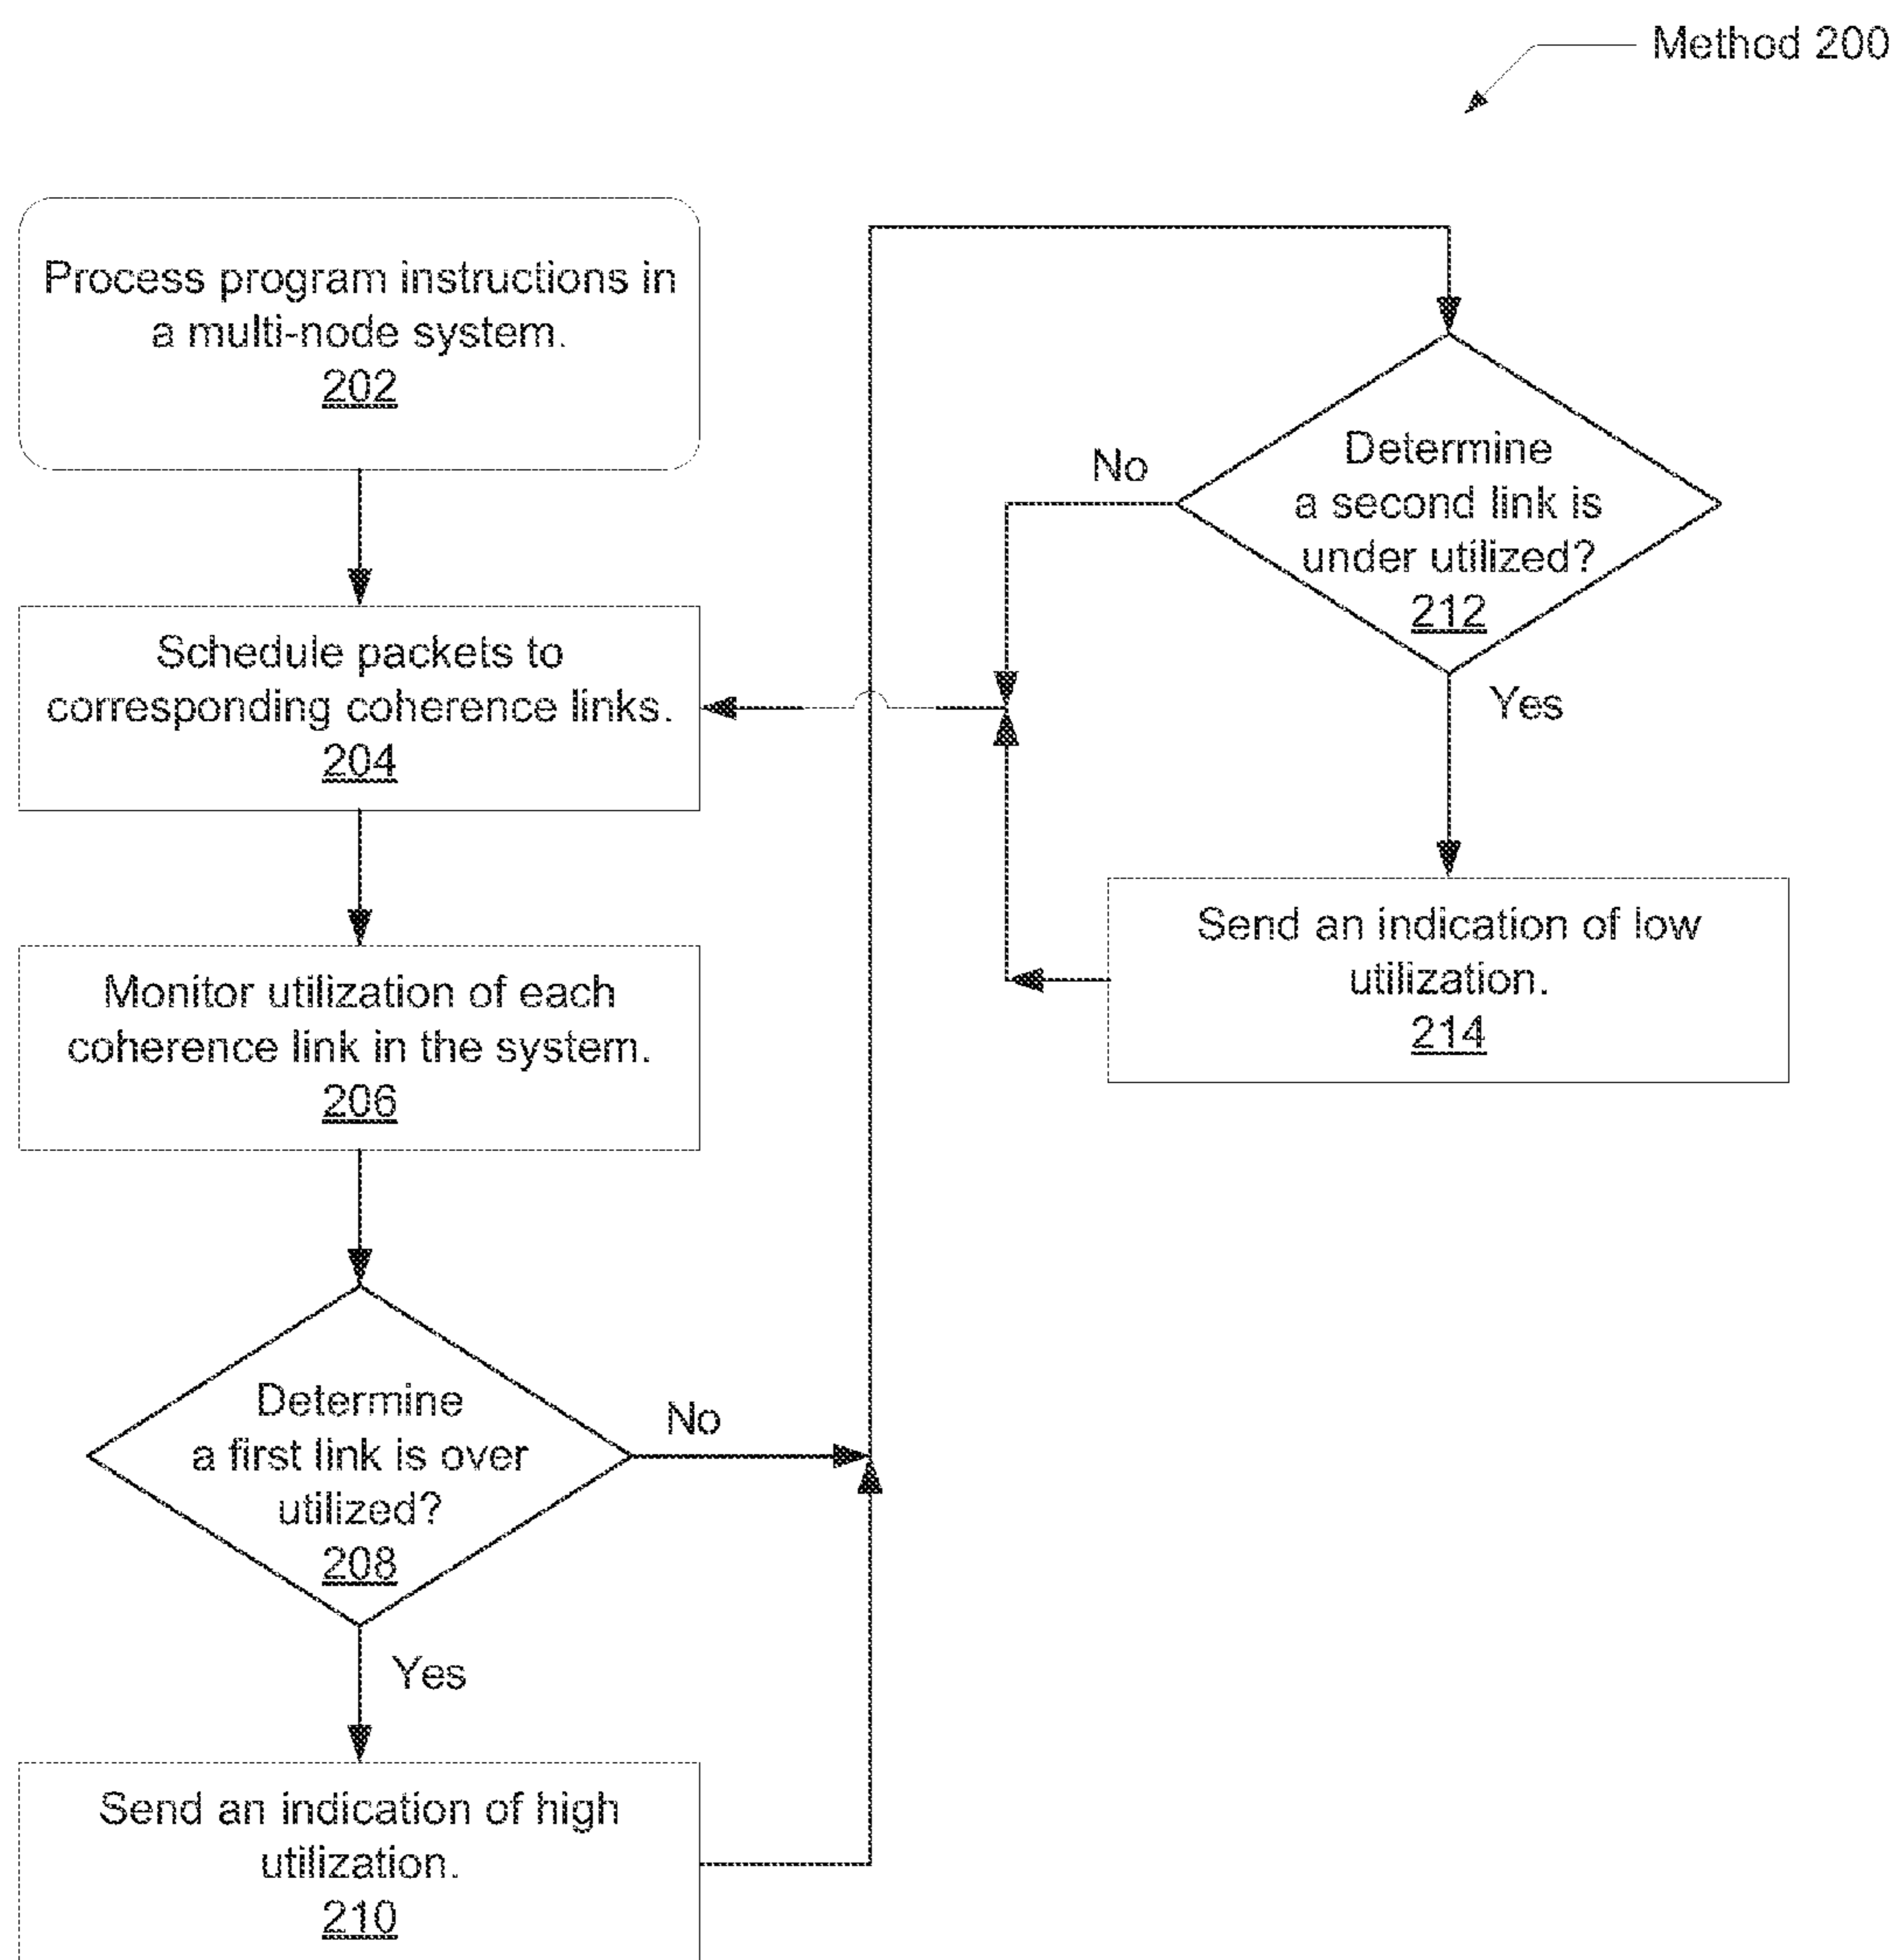 Method 200
Process program instructions in
a multi-node system.
202
Schedule packets to
corresponding coherence links.
204
Monitor utilization of each
coherence link in the system.
206
Determine
a first link is over
utilized?
208
No
Yes
Send an indication of high
utilization.
210
Determine
a second link is
under utilized?
212
No
Yes
Send an indication of low
utilization.
214